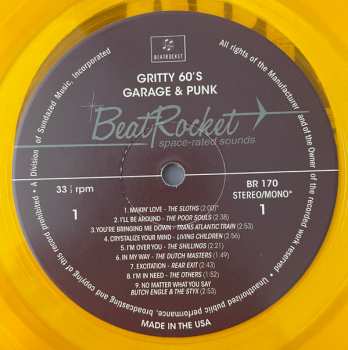 BEATROCKET
GRITTY 60'S
GARAGE & PUNK
BeatRocket
space-rated sounds
33 ⅓ rpm
BR 170
STEREO/MONO*
1
1
1. MAKIN' LOVE - THE SLOTHS (2:07)*
2. I'LL BE AROUND - THE POOR SOULS (2:38)
3. YOU'RE BRINGING ME DOWN - TRANS ATLANTIC TRAIN (2:53)
4. CRYSTALIZE YOUR MIND - LIVING CHILDREN (2:56)
5. I'M OVER YOU - THE SHILLINGS (2:21)
6. IN MY WAY - THE DUTCH MASTERS (1:49)
7. EXCITATION - REAR EXIT (2:34)
8. I'M IN NEED - THE OTHERS (1:52)
9. NO MATTER WHAT YOU SAY
BUTCH ENGLE & THE STYX (2:53)
MADE IN THE USA
A Division of Sundazed Music, Incorporated
All rights of the Manufacturer and of the Owner of the recorded work reserved • Unauthorized public performance, broadcasting and copying of this record prohibited •